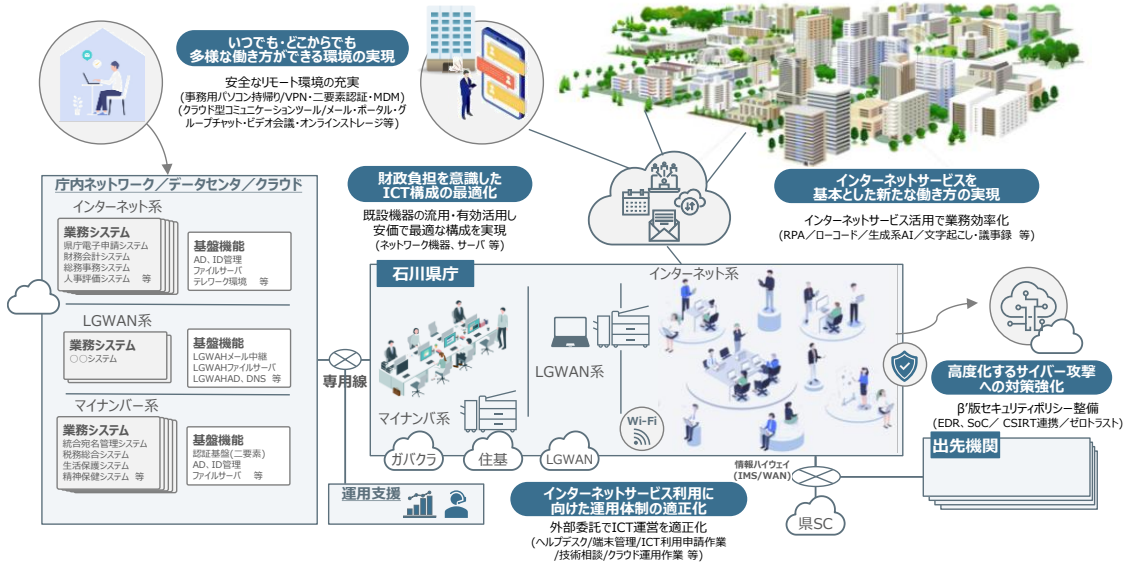 いつでも・どこからでも
多様な働き方ができる環境の実現
安全なリモート環境の充実
(事務用パソコン持帰り/VPN・二要素認証・MDM)
(クラウド型コミュニケーションツール/メール・ポータル・グ
ループチャット・ビデオ会議・オンラインストレージ等)
財政負担を意識した
ICT構成の最適化
既設機器の流用・有効活用し
安価で最適な構成を実現
(ネットワーク機器、サーバ 等)
インターネットサービスを
基本とした新たな働き方の実現
インターネットサービス活用で業務効率化
(RPA/ローコード/生成系AI/文字起こし・議事録 等)
庁内ネットワーク/データセンタ/クラウド
インターネット系
業務システム
県庁電子申請システム
財務会計システム
総務事務システム
人事評価システム 等
基盤機能
AD、ID管理
ファイルサーバ
テレワーク環境 等
LGWAN系
業務システム
○○システム
基盤機能
LGWAHメール中継
LGWAHファイルサーバ
LGWAHAD、DNS 等
マイナンバー系
業務システム
統合宛名管理システム
税務総合システム
生活保護システム
精神保健システム 等
基盤機能
認証基盤(二要素)
AD、ID管理
ファイルサーバ 等
専用線
石川県庁
インターネット系
LGWAN系
マイナンバ系
Wi-Fi
ガバクラ
住基
LGWAN
運用支援
インターネットサービス利用に
向けた運用体制の適正化
外部委託でICT運営を適正化
(ヘルプデスク/端末管理/ICT利用申請作業
/技術相談/クラウド運用作業 等)
高度化するサイバー攻撃
への対策強化
β'版セキュリティポリシー整備
(EDR、SoC/ CSIRT連携/ゼロトラスト)
情報ハイウェイ
(IMS/WAN)
県SC
出先機関